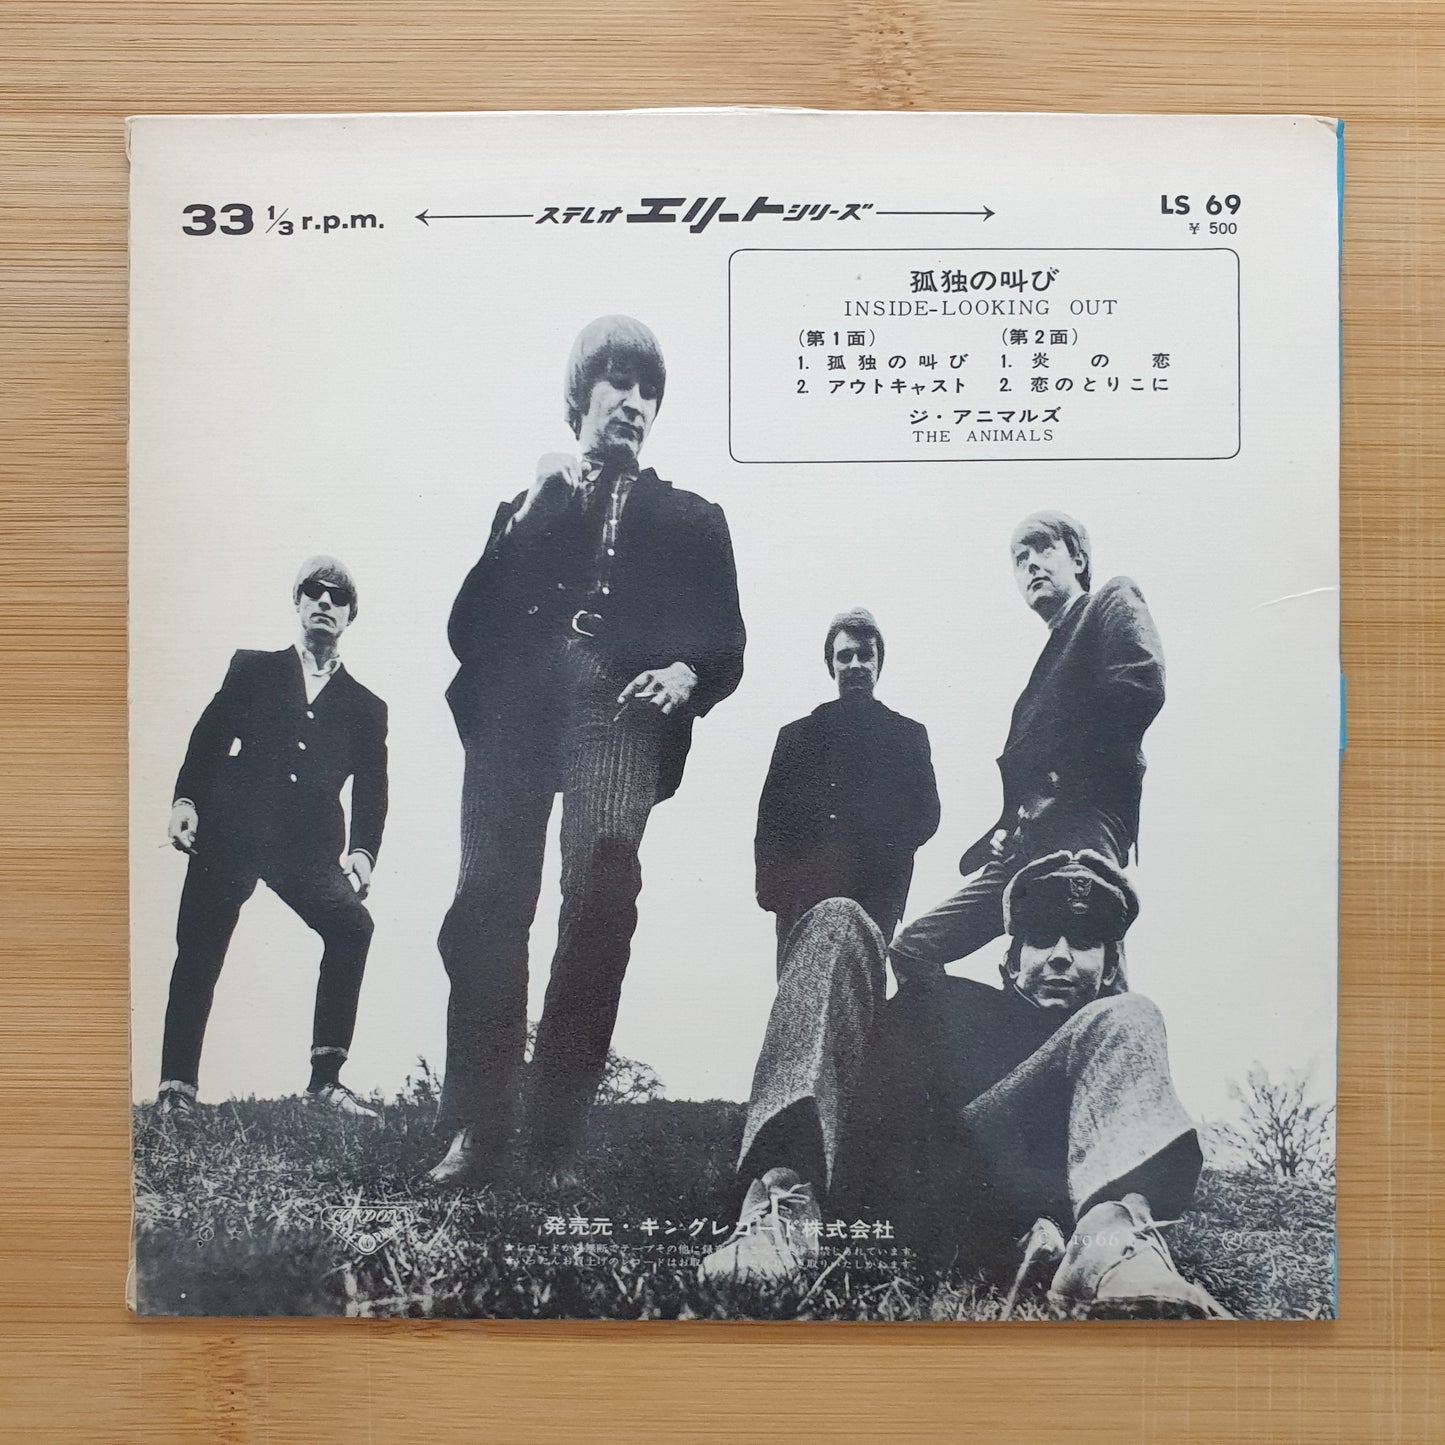 33 1/3 r.p.m.
ステレオ エリート シリーズ
LS 69
¥ 500
孤独の叫び
INSIDE-LOOKING OUT
(第1面)
1. 孤独の叫び
2. アウトキャスト
(第2面)
1. 炎の恋
2. 恋のとりこに
ジ・アニマルズ
THE ANIMALS
LONDON
発売元・キングレコード株式会社
1966